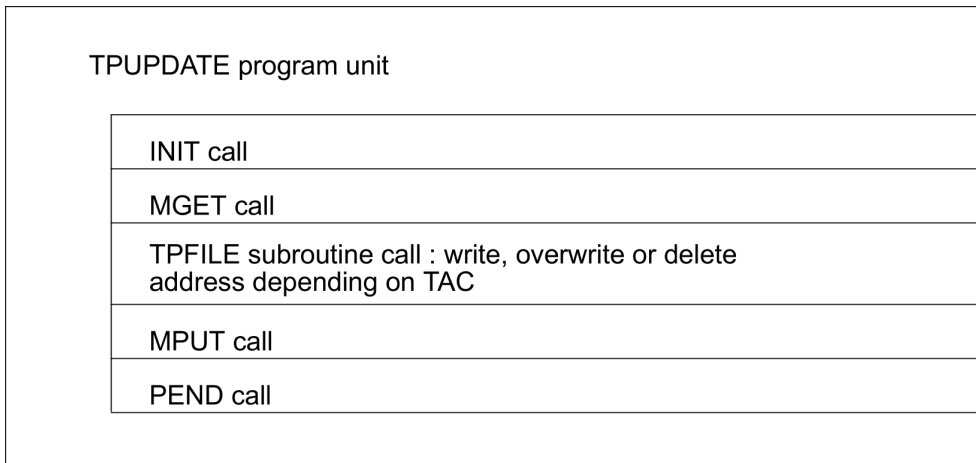 TPUPDATE program unit
INIT call
MGET call
TPFILE subroutine call : write, overwrite or delete
address depending on TAC
MPUT call
PEND call